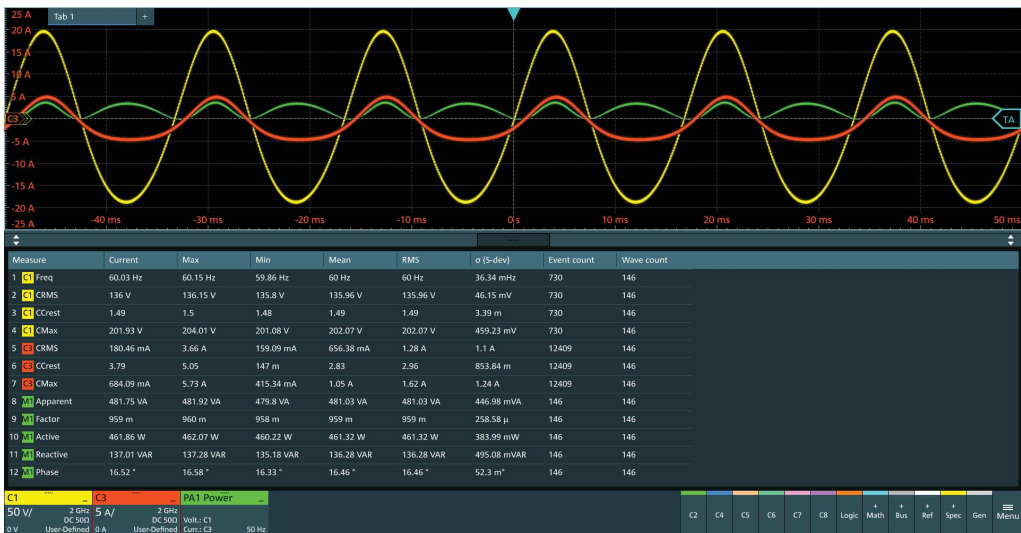 25 A
Tab 1 +
20 A
15 A
10 A
5 A
C3
TA
-5 A
-10 A
-15 A
-20 A
-25 A
-40 ms -30 ms -20 ms -10 ms 0 s 10 ms 20 ms 30 ms 40 ms 50 ms
Measure Current Max Min Mean RMS σ (S-dev) Event count Wave count
1 C1 Freq 60.03 Hz 60.15 Hz 59.86 Hz 60 Hz 60 Hz 36.34 mHz 730 146
2 C1 CRMS 136 V 136.15 V 135.8 V 135.96 V 135.96 V 46.15 mV 730 146
3 C1 CCrest 1.49 1.5 1.48 1.49 1.49 3.39 m 730 146
4 C1 CMax 201.93 V 204.01 V 201.08 V 202.07 V 202.07 V 459.23 mV 730 146
5 C3 CRMS 180.46 mA 3.66 A 159.09 mA 656.38 mA 1.28 A 1.1 A 12409 146
6 C3 CCrest 3.79 5.05 147 m 2.83 2.96 853.84 m 12409 146
7 C3 CMax 684.09 mA 5.73 A 415.34 mA 1.05 A 1.62 A 1.24 A 12409 146
8 M1 Apparent 481.75 VA 481.92 VA 479.8 VA 481.03 VA 481.03 VA 446.98 mVA 146 146
9 M1 Factor 959 m 960 m 958 m 959 m 959 m 258.58 µ 146 146
10 M1 Active 461.86 W 462.07 W 460.22 W 461.32 W 461.32 W 383.99 mW 146 146
11 M1 Reactive 137.01 VAR 137.28 VAR 135.18 VAR 136.28 VAR 136.28 VAR 495.08 mVAR 146 146
12 M1 Phase 16.52 ° 16.58 ° 16.33 ° 16.46 ° 16.46 ° 52.3 m° 146 146
C1 C3 PA1 Power
50 V/ 2 GHz 5 A/ 2 GHz
DC 50Ω DC 50Ω Volt.: C1
0 V User-Defined 0 A User-Defined Curr.: C3 50 Hz
C2 C4 C5 C6 C7 C8 Logic + Math + Bus + Ref + Spec Gen Menu